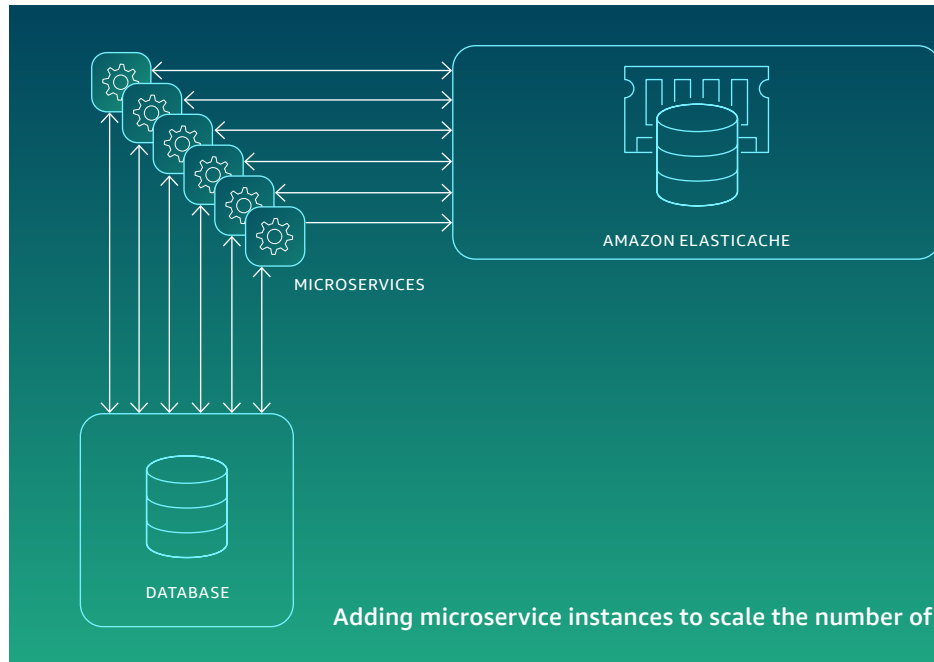 AMAZON ELASTICACHE
MICROSERVICES
DATABASE
Adding microservice instances to scale the number of